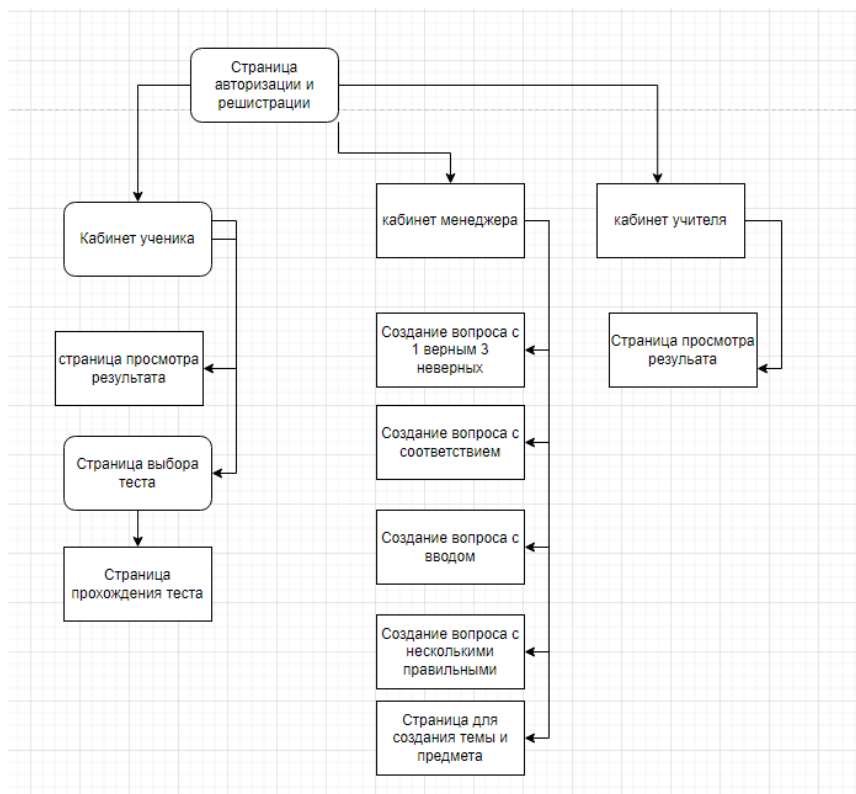 Страница
авторизации и
решистрации
Кабинет ученика
кабинет менеджера
кабинет учителя
страница просмотра
результата
Создание вопроса с
1 верным 3
неверных
Страница просмотра
резульата
Страница выбора
теста
Создание вопроса с
соответствием
Страница
прохождения теста
Создание вопроса с
вводом
Создание вопроса с
несколькими
правильными
Страница для
создания темы и
предмета